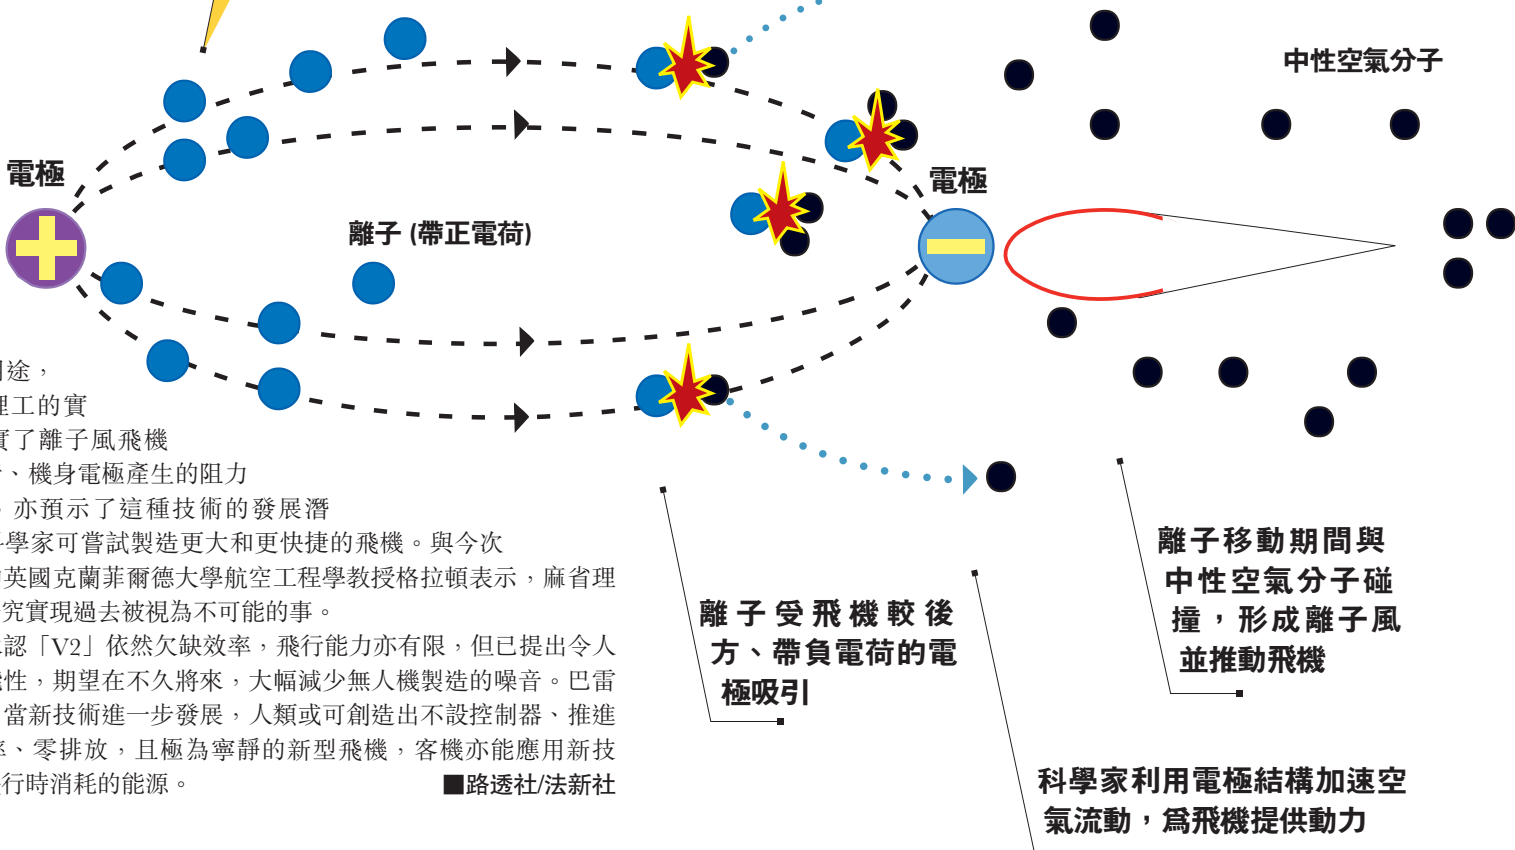 中性空氣分子
電極
電極
離子 (帶正電荷)
途，
理工的實
實了離子風飛機
、機身電極產生的阻力
亦預示了這種技術的發展潛
學家可嘗試製造更大和更快捷的飛機。與今次
英國克蘭菲爾德大學航空工程學教授格拉頓表示，麻省理
究實現過去被視為不可能的事。
認「V2」依然欠缺效率，飛行能力亦有限，但已提出令人
性，期望在不久將來，大幅減少無人機製造的噪音。巴雷
當新技術進一步發展，人類或可創造出不設控制器、推進
、零排放，且極為寧靜的新型飛機，客機亦能應用新技
行時消耗的能源。
■路透社/法新社
離子受飛機較後
方、帶負電荷的電
極吸引
離子移動期間與
中性空氣分子碰
撞，形成離子風
並推動飛機
科學家利用電極結構加速空
氣流動，爲飛機提供動力